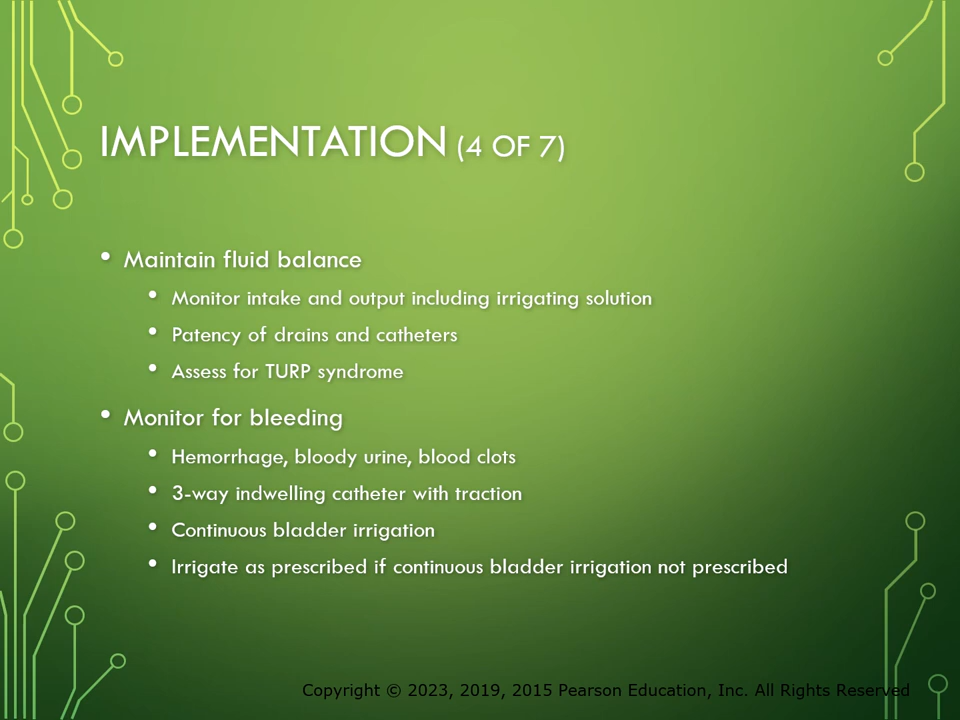 IMPLEMENTATION (4 OF 7)
• Maintain fluid balance
• Monitor intake and output including irrigating solution
• Patency of drains and catheters
• Assess for TURP syndrome
• Monitor for bleeding
• Hemorrhage, bloody urine, blood clots
• 3-way indwelling catheter with traction
• Continuous bladder irrigation
• Irrigate as prescribed if continuous bladder irrigation not prescribed
Copyright © 2023, 2019, 2015 Pearson Education, Inc. All Rights Reserved